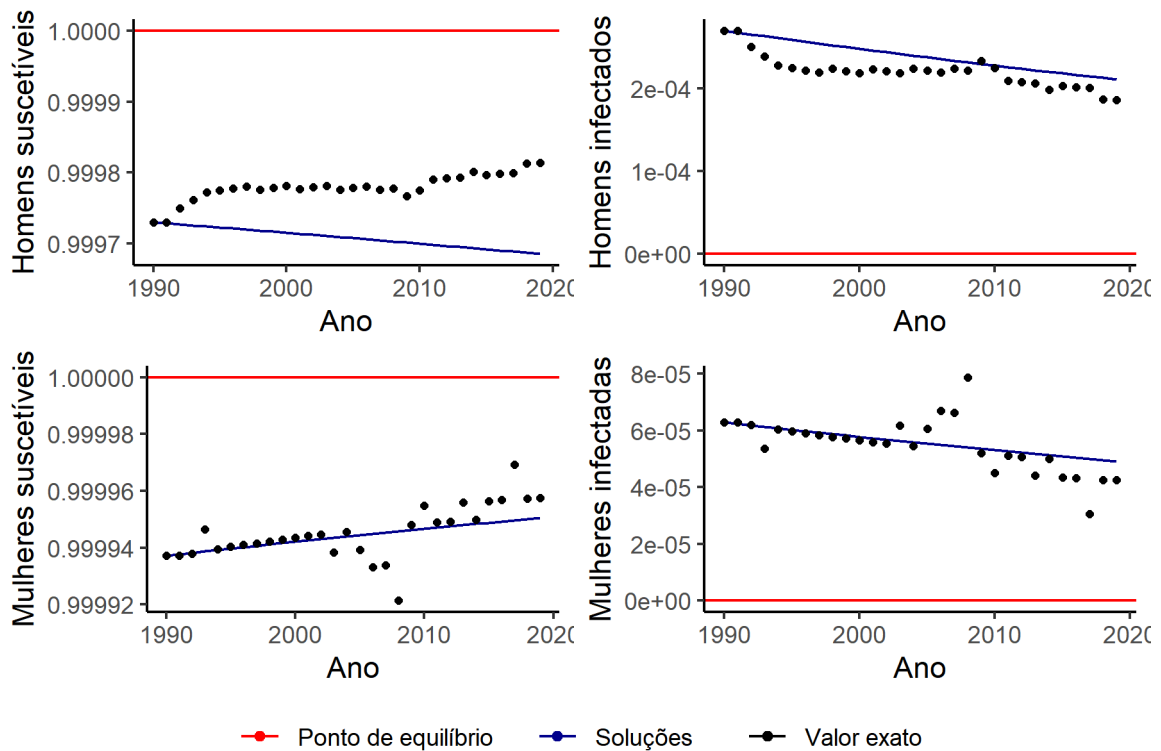 Homens suscetíveis
1.0000
0.9999
0.9998
0.9997
1990
2000
2010
2020
Ano
Homens infectados
2e-04
1e-04
0e+00
1990
2000
2010
2020
Ano
Mulheres suscetíveis
1.00000
0.99998
0.99996
0.99994
0.99992
1990
2000
2010
2020
Ano
Mulheres infectadas
8e-05
6e-05
4e-05
2e-05
0e+00
1990
2000
2010
2020
Ano
Ponto de equilíbrio Soluções Valor exato